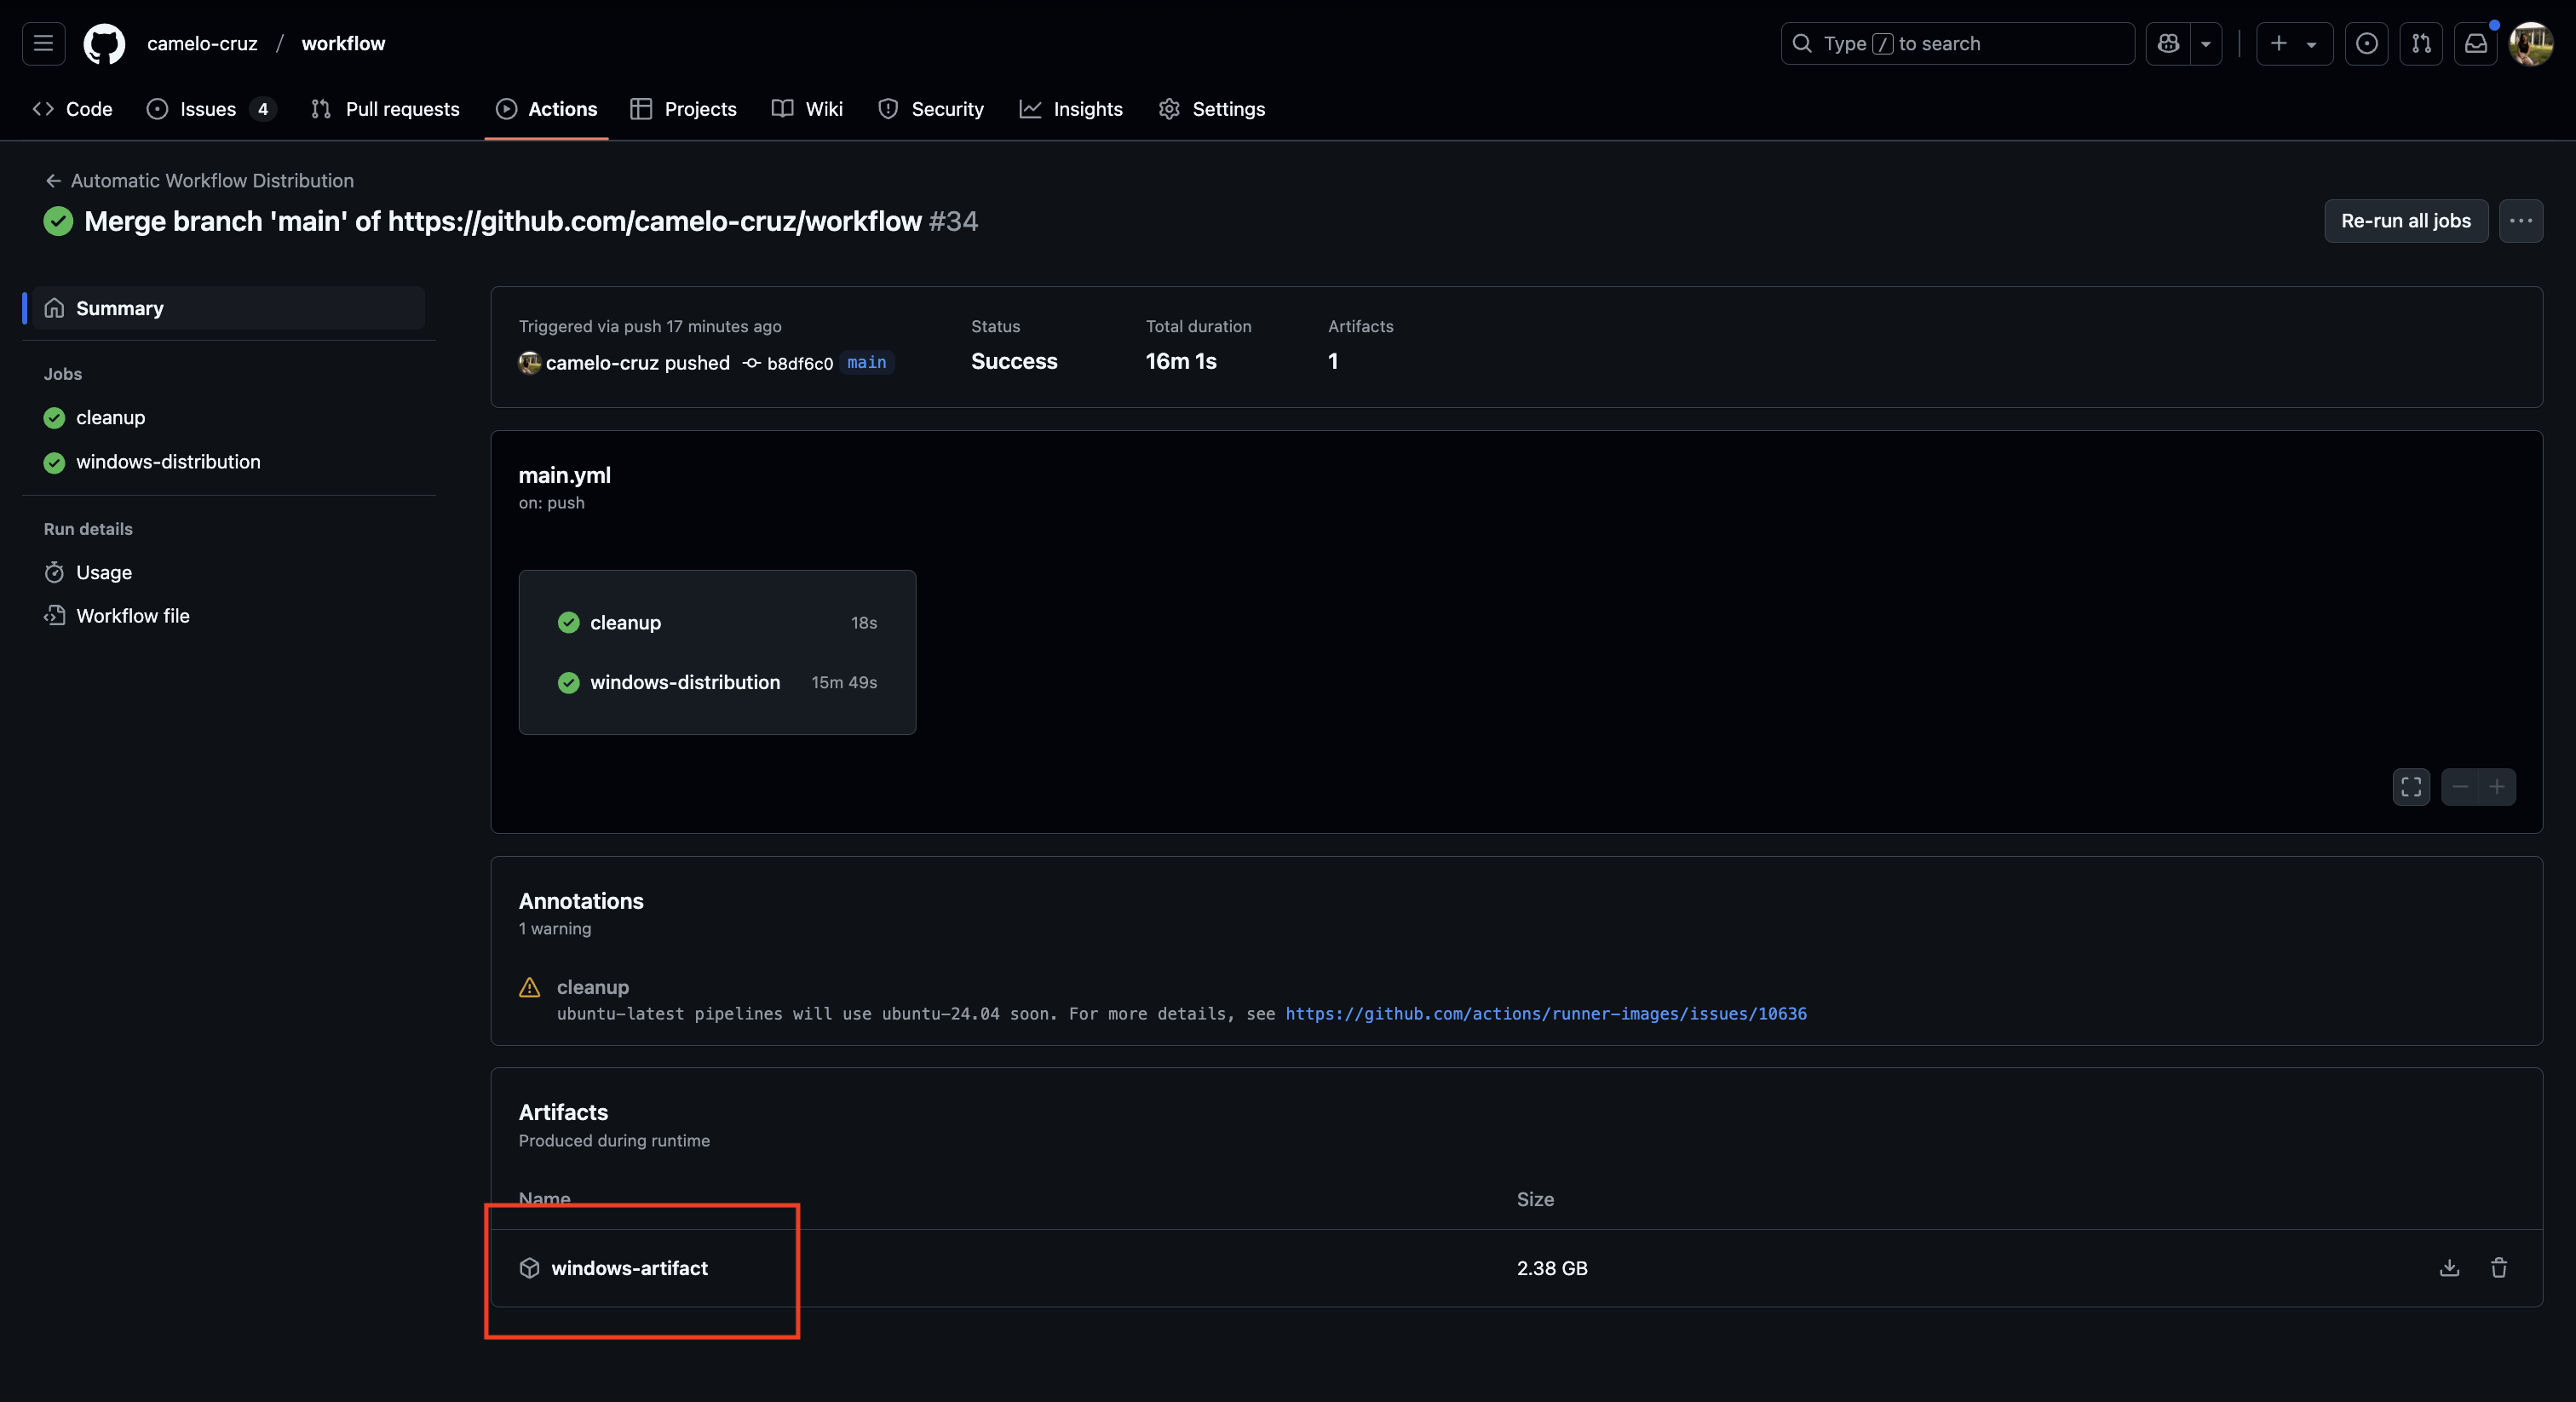 camelo-cruz / workflow
Type / to search
Code
Issues 4
Pull requests
Actions
Projects
Wiki
Security
Insights
Settings
Automatic Workflow Distribution
Merge branch 'main' of https://github.com/camelo-cruz/workflow #34
Re-run all jobs
Summary
Jobs
cleanup
windows-distribution
Run details
Usage
Workflow file
Triggered via push 17 minutes ago
camelo-cruz pushed b8df6c0 main
Status
Success
Total duration
16m 1s
Artifacts
1
main.yml
on: push
cleanup 18s
windows-distribution 15m 49s
Annotations
1 warning
cleanup
ubuntu-latest pipelines will use ubuntu-24.04 soon. For more details, see https://github.com/actions/runner-images/issues/10636
Artifacts
Produced during runtime
Name Size
windows-artifact 2.38 GB